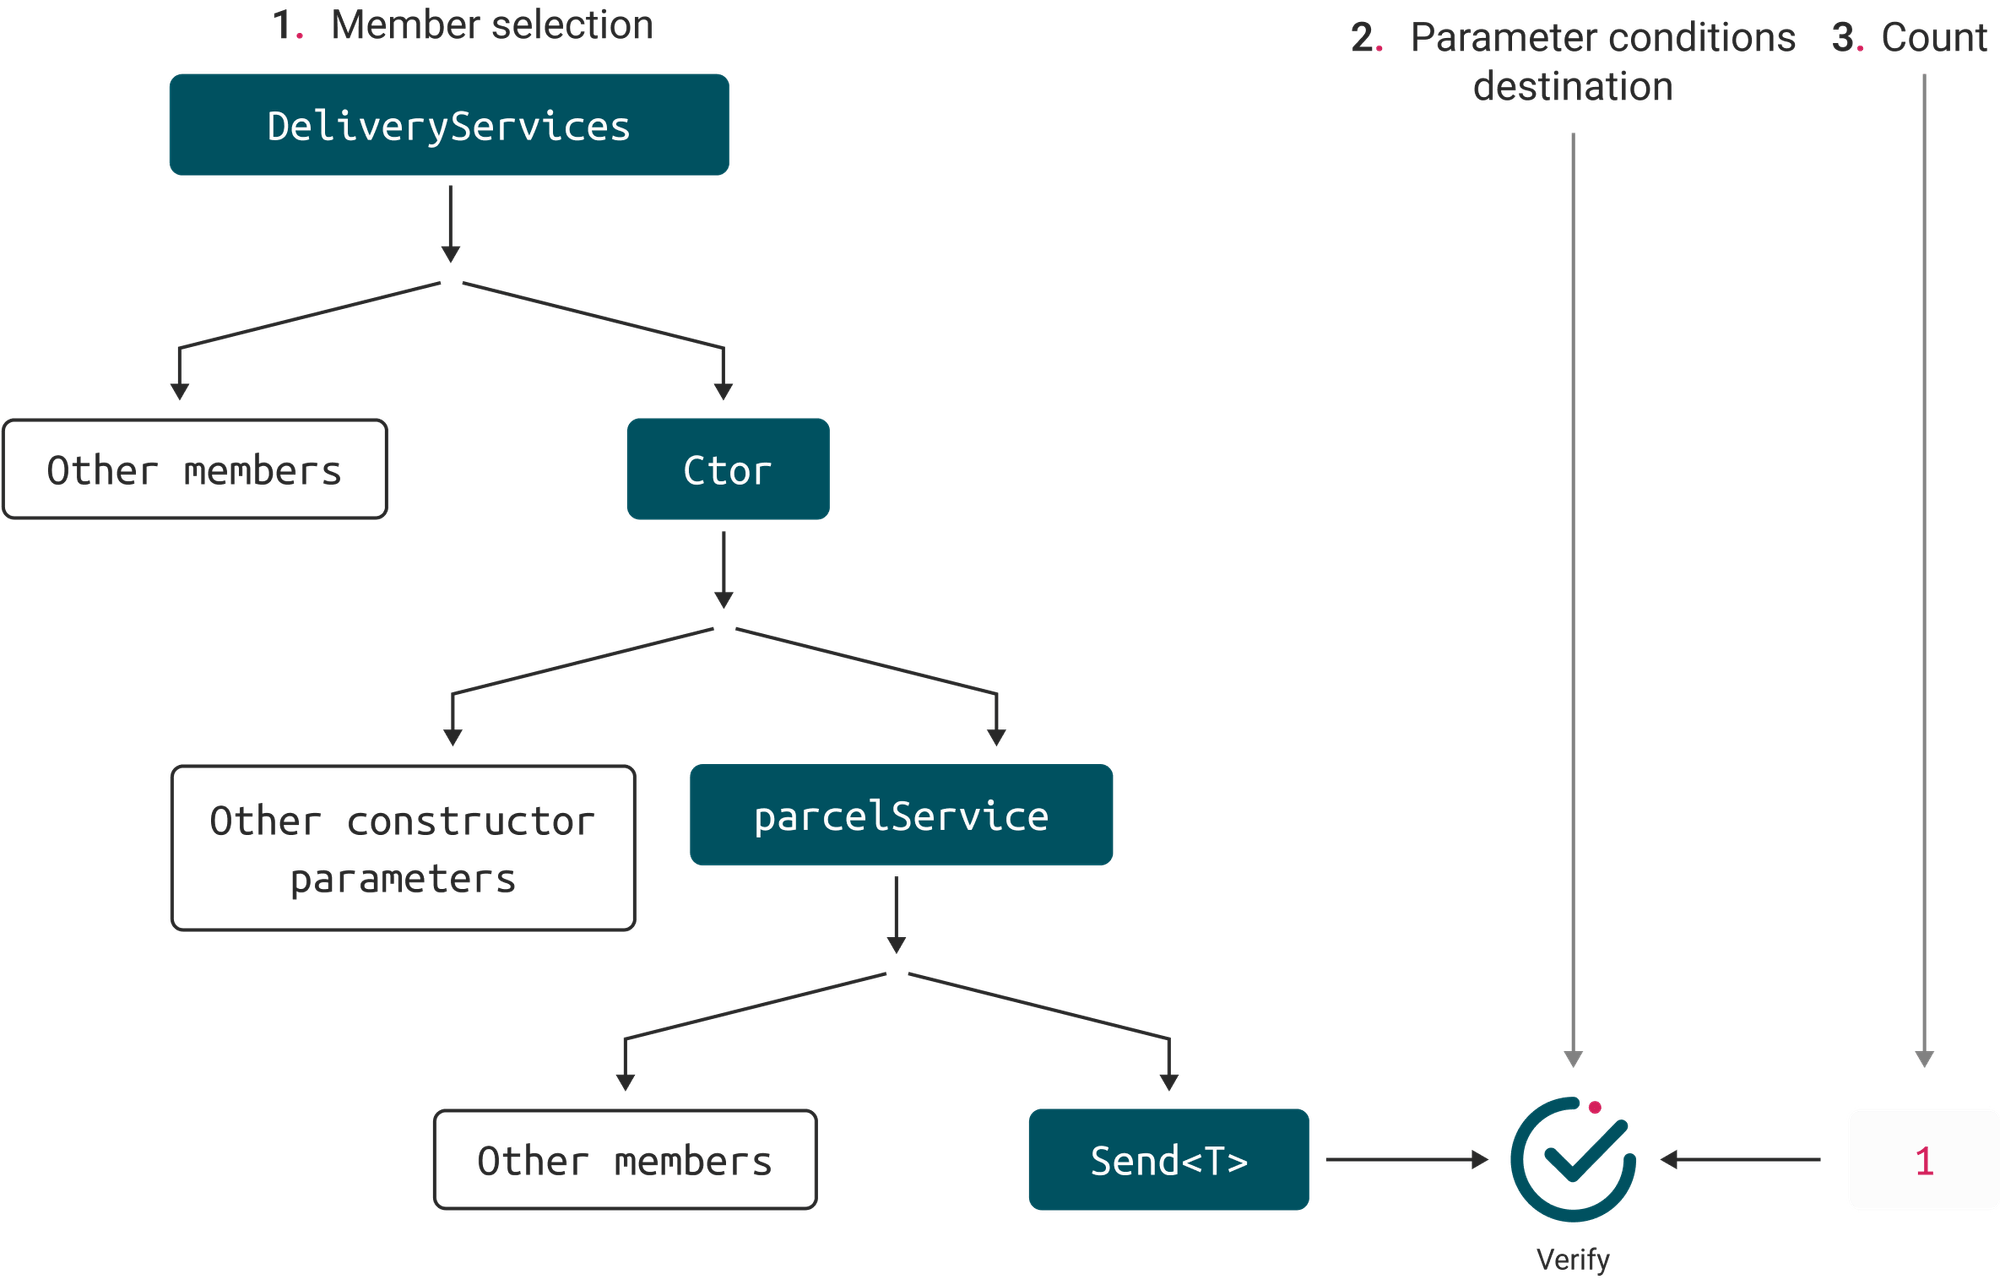 1. Member selection
2. Parameter conditions
destination
3. Count
DeliveryServices
Other members
Ctor
Other constructor
parameters
parcelService
Other members
Send<T>
1
Verify